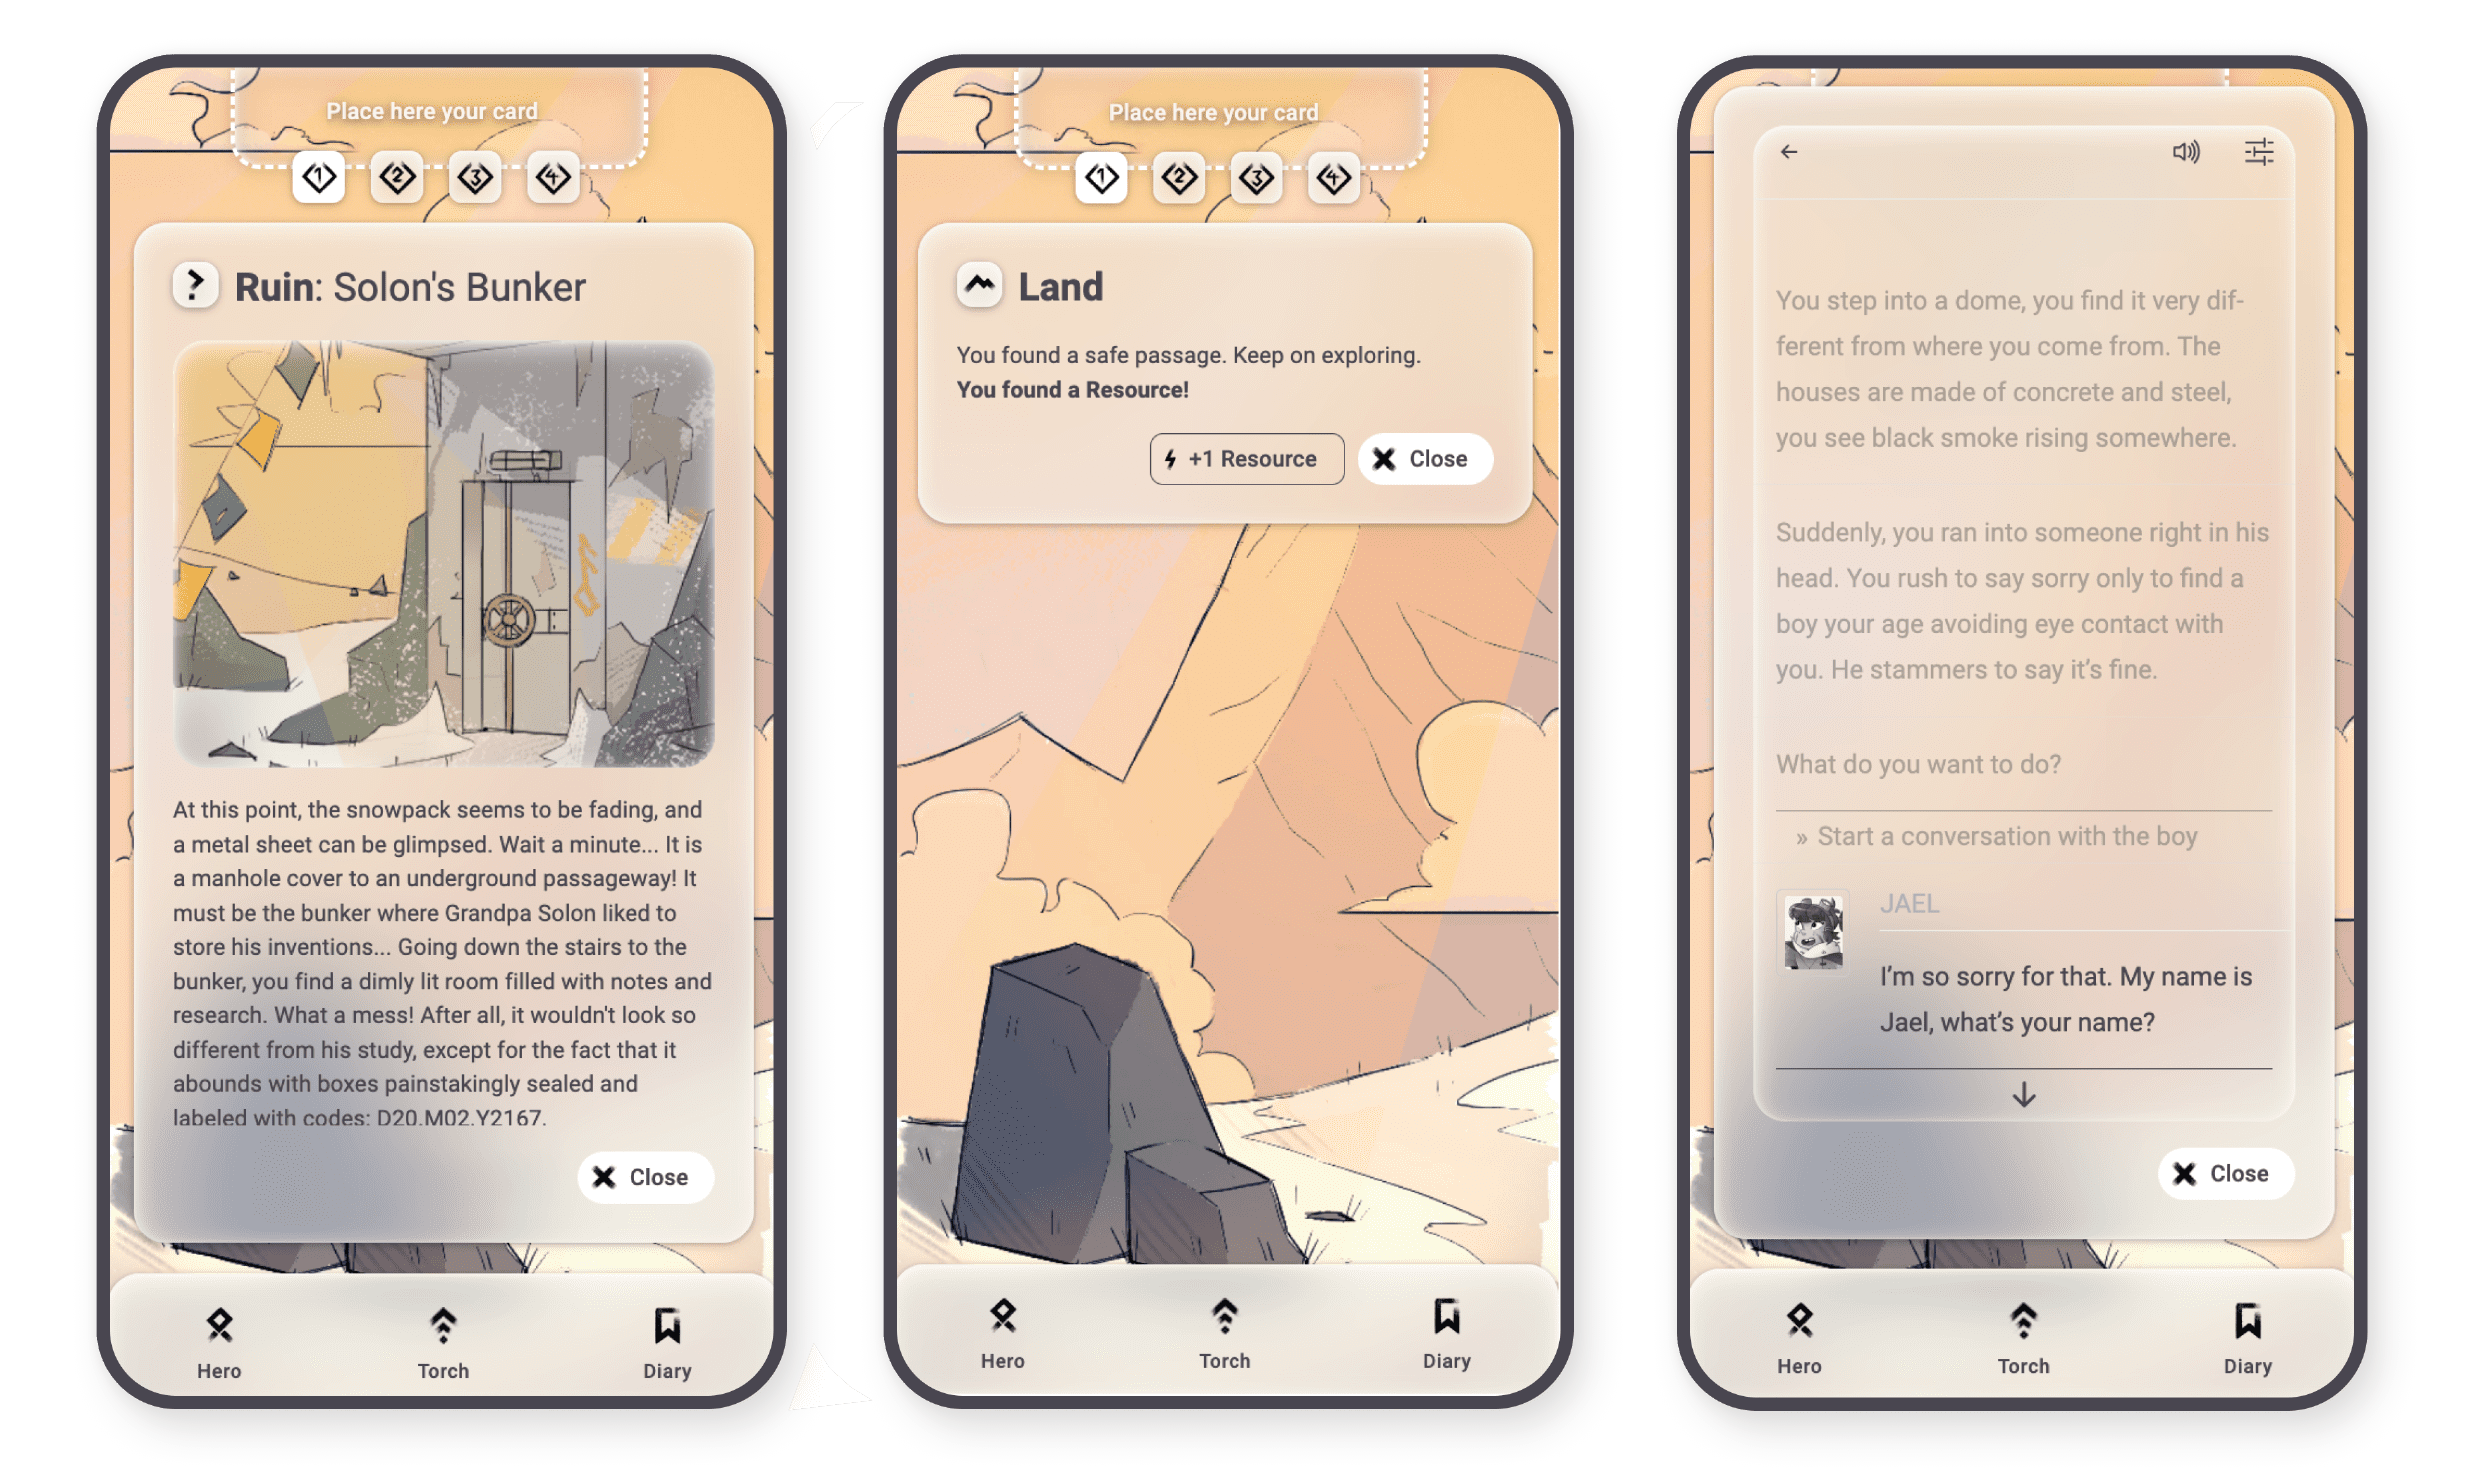 Place here your card
1 2 3 4
Ruin: Solon's Bunker
At this point, the snowpack seems to be fading, and
a metal sheet can be glimpsed. Wait a minute... It is
a manhole cover to an underground passageway! It
must be the bunker where Grandpa Solon liked to
store his inventions... Going down the stairs to the
bunker, you find a dimly lit room filled with notes and
research. What a mess! After all, it wouldn't look so
different from his study, except for the fact that it
abounds with boxes painstakingly sealed and
labeled with codes: D20.M02.Y2167.
Close
Hero Torch Diary
Place here your card
1 2 3 4
Land
You found a safe passage. Keep on exploring.
You found a Resource!
+1 Resource Close
Hero Torch Diary
You step into a dome, you find it very dif-
ferent from where you come from. The
houses are made of concrete and steel,
you see black smoke rising somewhere.
Suddenly, you ran into someone right in his
head. You rush to say sorry only to find a
boy your age avoiding eye contact with
you. He stammers to say it’s fine.
What do you want to do?
» Start a conversation with the boy
JAEL
I’m so sorry for that. My name is
Jael, what’s your name?
Close
Hero Torch Diary